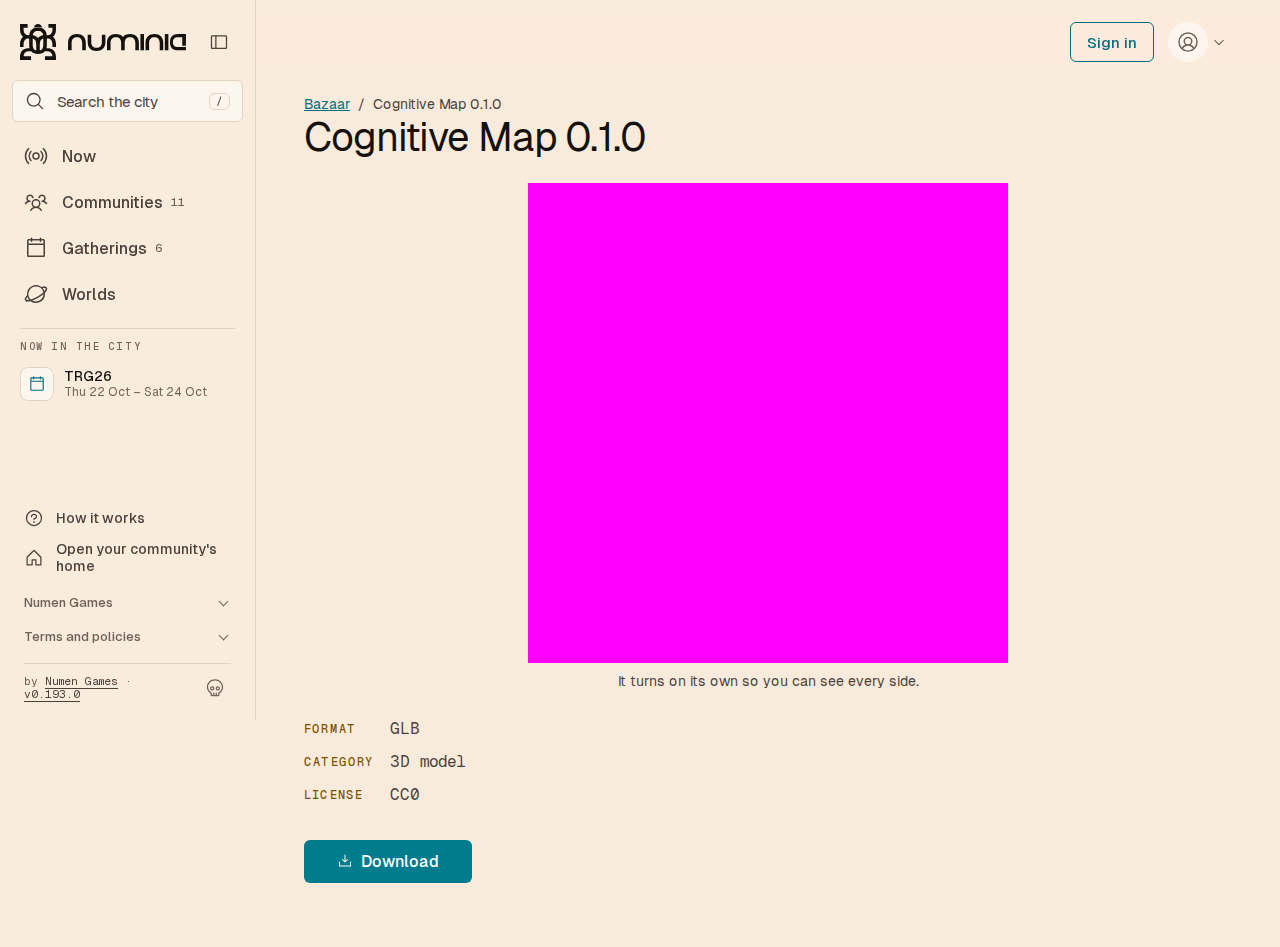 numinia
Sign in
Search the city
/
Bazaar / Cognitive Map 0.1.0
Cognitive Map 0.1.0
Now
Communities 11
Gatherings 6
Worlds
NOW IN THE CITY
TRG26
Thu 22 Oct – Sat 24 Oct
How it works
Open your community's
home
Numen Games
Terms and policies
by Numen Games ·
v0.193.0
It turns on its own so you can see every side.
FORMAT GLB
CATEGORY 3D model
LICENSE CC0
Download